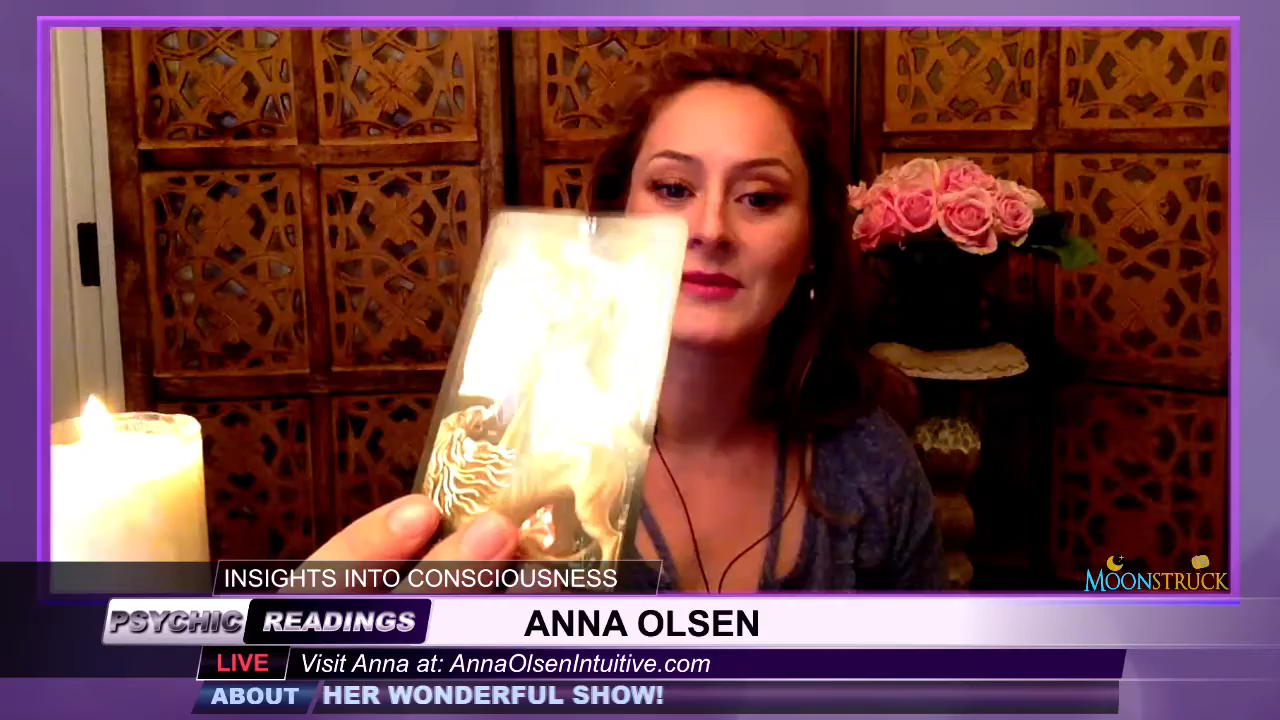 MOONSTRUCK
INSIGHTS INTO CONSCIOUSNESS
PSYCHIC READINGS ANNA OLSEN
LIVE Visit Anna at: AnnaOlsenIntuitive.com
ABOUT HER WONDERFUL SHOW!